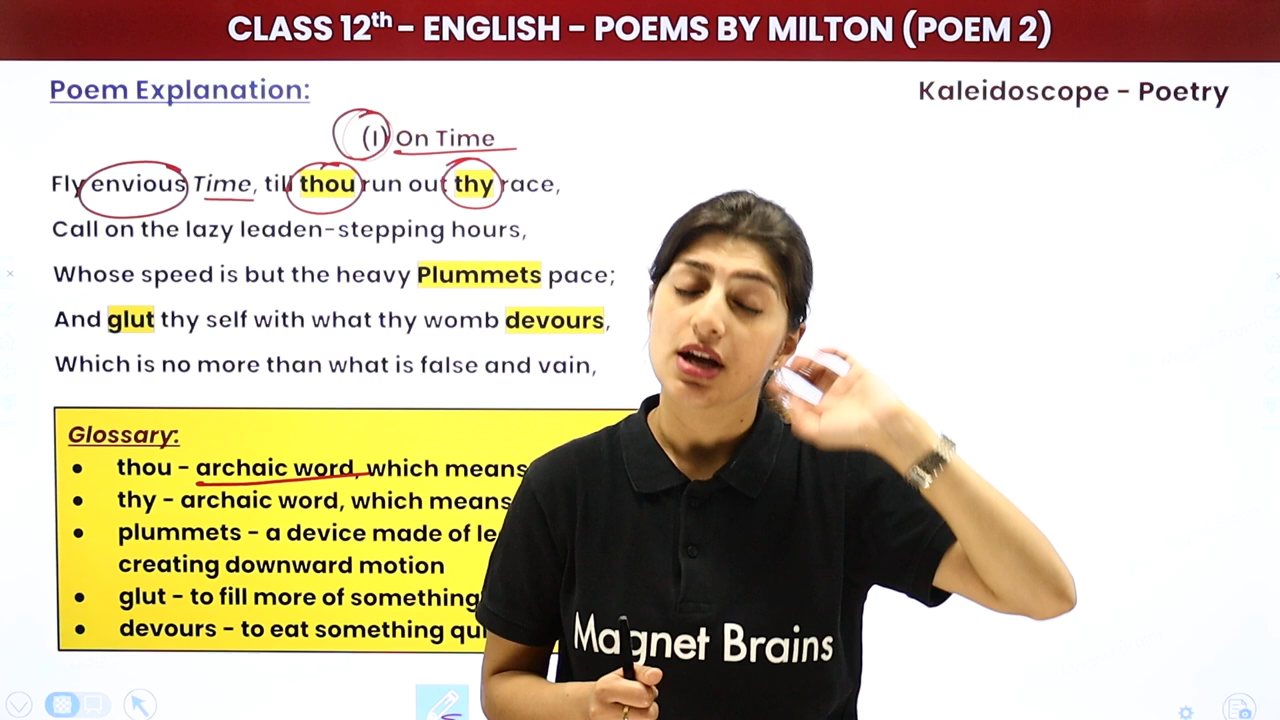 CLASS 12th - ENGLISH - POEMS BY MILTON (POEM 2)
Poem Explanation:
Kaleidoscope - Poetry
(1) On Time
Fly envious Time, till thou run out thy race,
Call on the lazy leaden-stepping hours,
Whose speed is but the heavy Plummets pace;
And glut thy self with what thy womb devours,
Which is no more than what is false and vain,
Glossary:
• thou - archaic word, which means
• thy - archaic word, which means
• plummets - a device made of
creating downward motion
• glut - to fill more of something
• devours - to eat something
Magnet Brains